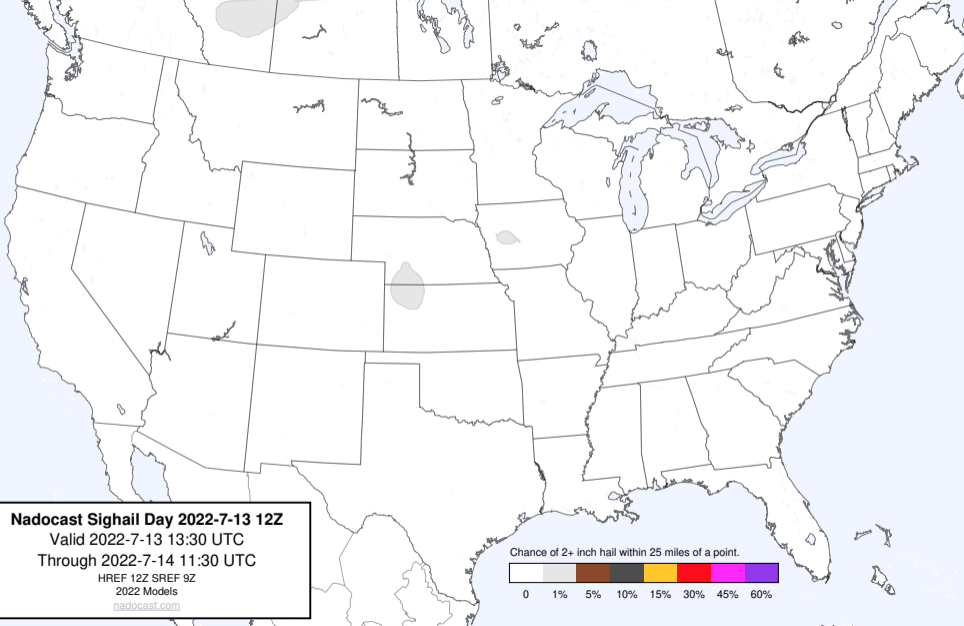 Nadocast Sighail Day 2022-7-13 12Z
Valid 2022-7-13 13:30 UTC
Through 2022-7-14 11:30 UTC
HREF 12Z SREF 9Z
2022 Models
nadocast.com
Chance of 2+ inch hail within 25 miles of a point.
0 1% 5% 10% 15% 30% 45% 60%